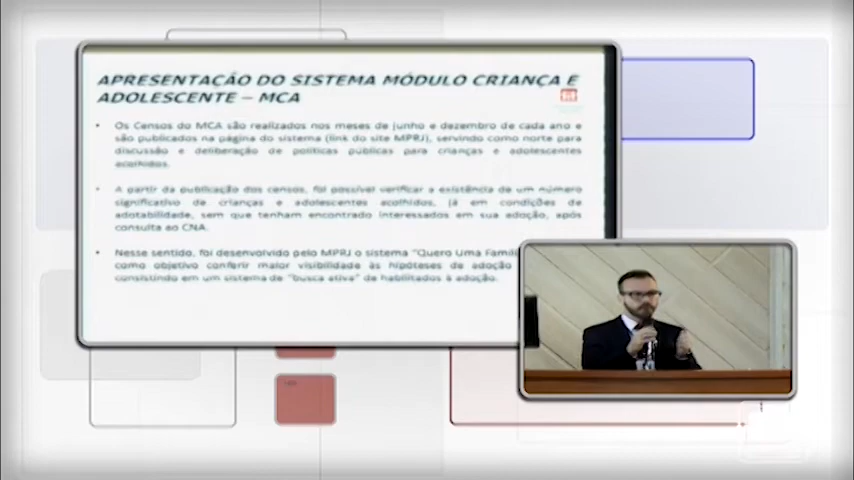 APRESENTAÇÃO DO SISTEMA MÓDULO CRIANÇA E
ADOLESCENTE – MCA
• Os Censos do MCA são realizados nos meses de junho e dezembro de cada ano e
são publicados na página do sistema (link do site MPRJ), servindo como norte para
discussão e deliberação de políticas públicas para crianças e adolescentes
acolhidos.
• A partir da publicação dos censos, foi possível verificar a existência de um número
significativo de crianças e adolescentes acolhidos, já em condições de
adotabilidade, sem que tenham encontrado interessados em sua adoção, após
consulta ao CNA.
• Nesse sentido, foi desenvolvido pelo MPRJ o sistema "Quero Uma Famíl
como objetivo conferir maior visibilidade às hipóteses de adoção
consistindo em um sistema de "busca ativa" de habilitados à adoção.